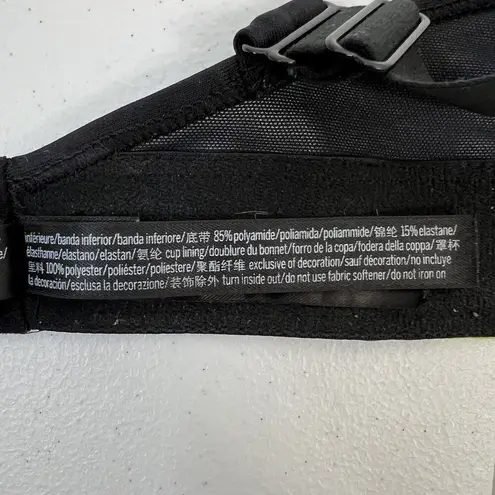 inférieure/banda inferior/banda inferiore/底带 85% polyamide/poliamida/poliammide/锦纶 15% elastane/
élasthanne/elastano/elastan/氨纶 cup lining/doublure du bonnet/forro de la copa/fodera della coppa/罩杯
里料 100% polyester/poliéster/poliestere/聚酯纤维 exclusive of decoration/sauf décoration/no incluye
la decoración/esclusa la decorazione/装饰除外 turn inside out/do not use fabric softener/do not iron on